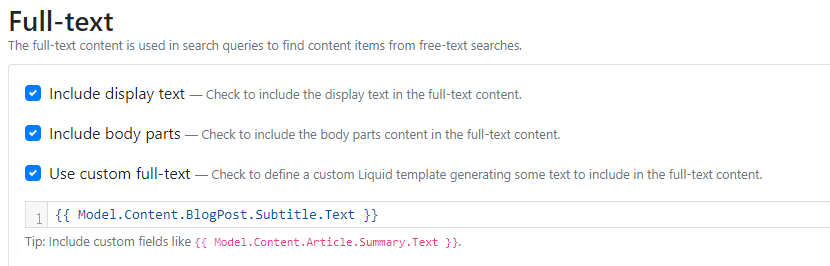 Full-text
The full-text content is used in search queries to find content items from free-text searches.
Include display text — Check to include the display text in the full-text content.
Include body parts — Check to include the body parts content in the full-text content.
Use custom full-text — Check to define a custom Liquid template generating some text to include in the full-text content.
1 {{ Model.Content.BlogPost.Subtitle.Text }}
Tip: Include custom fields like {{ Model.Content.Article.Summary.Text }}.